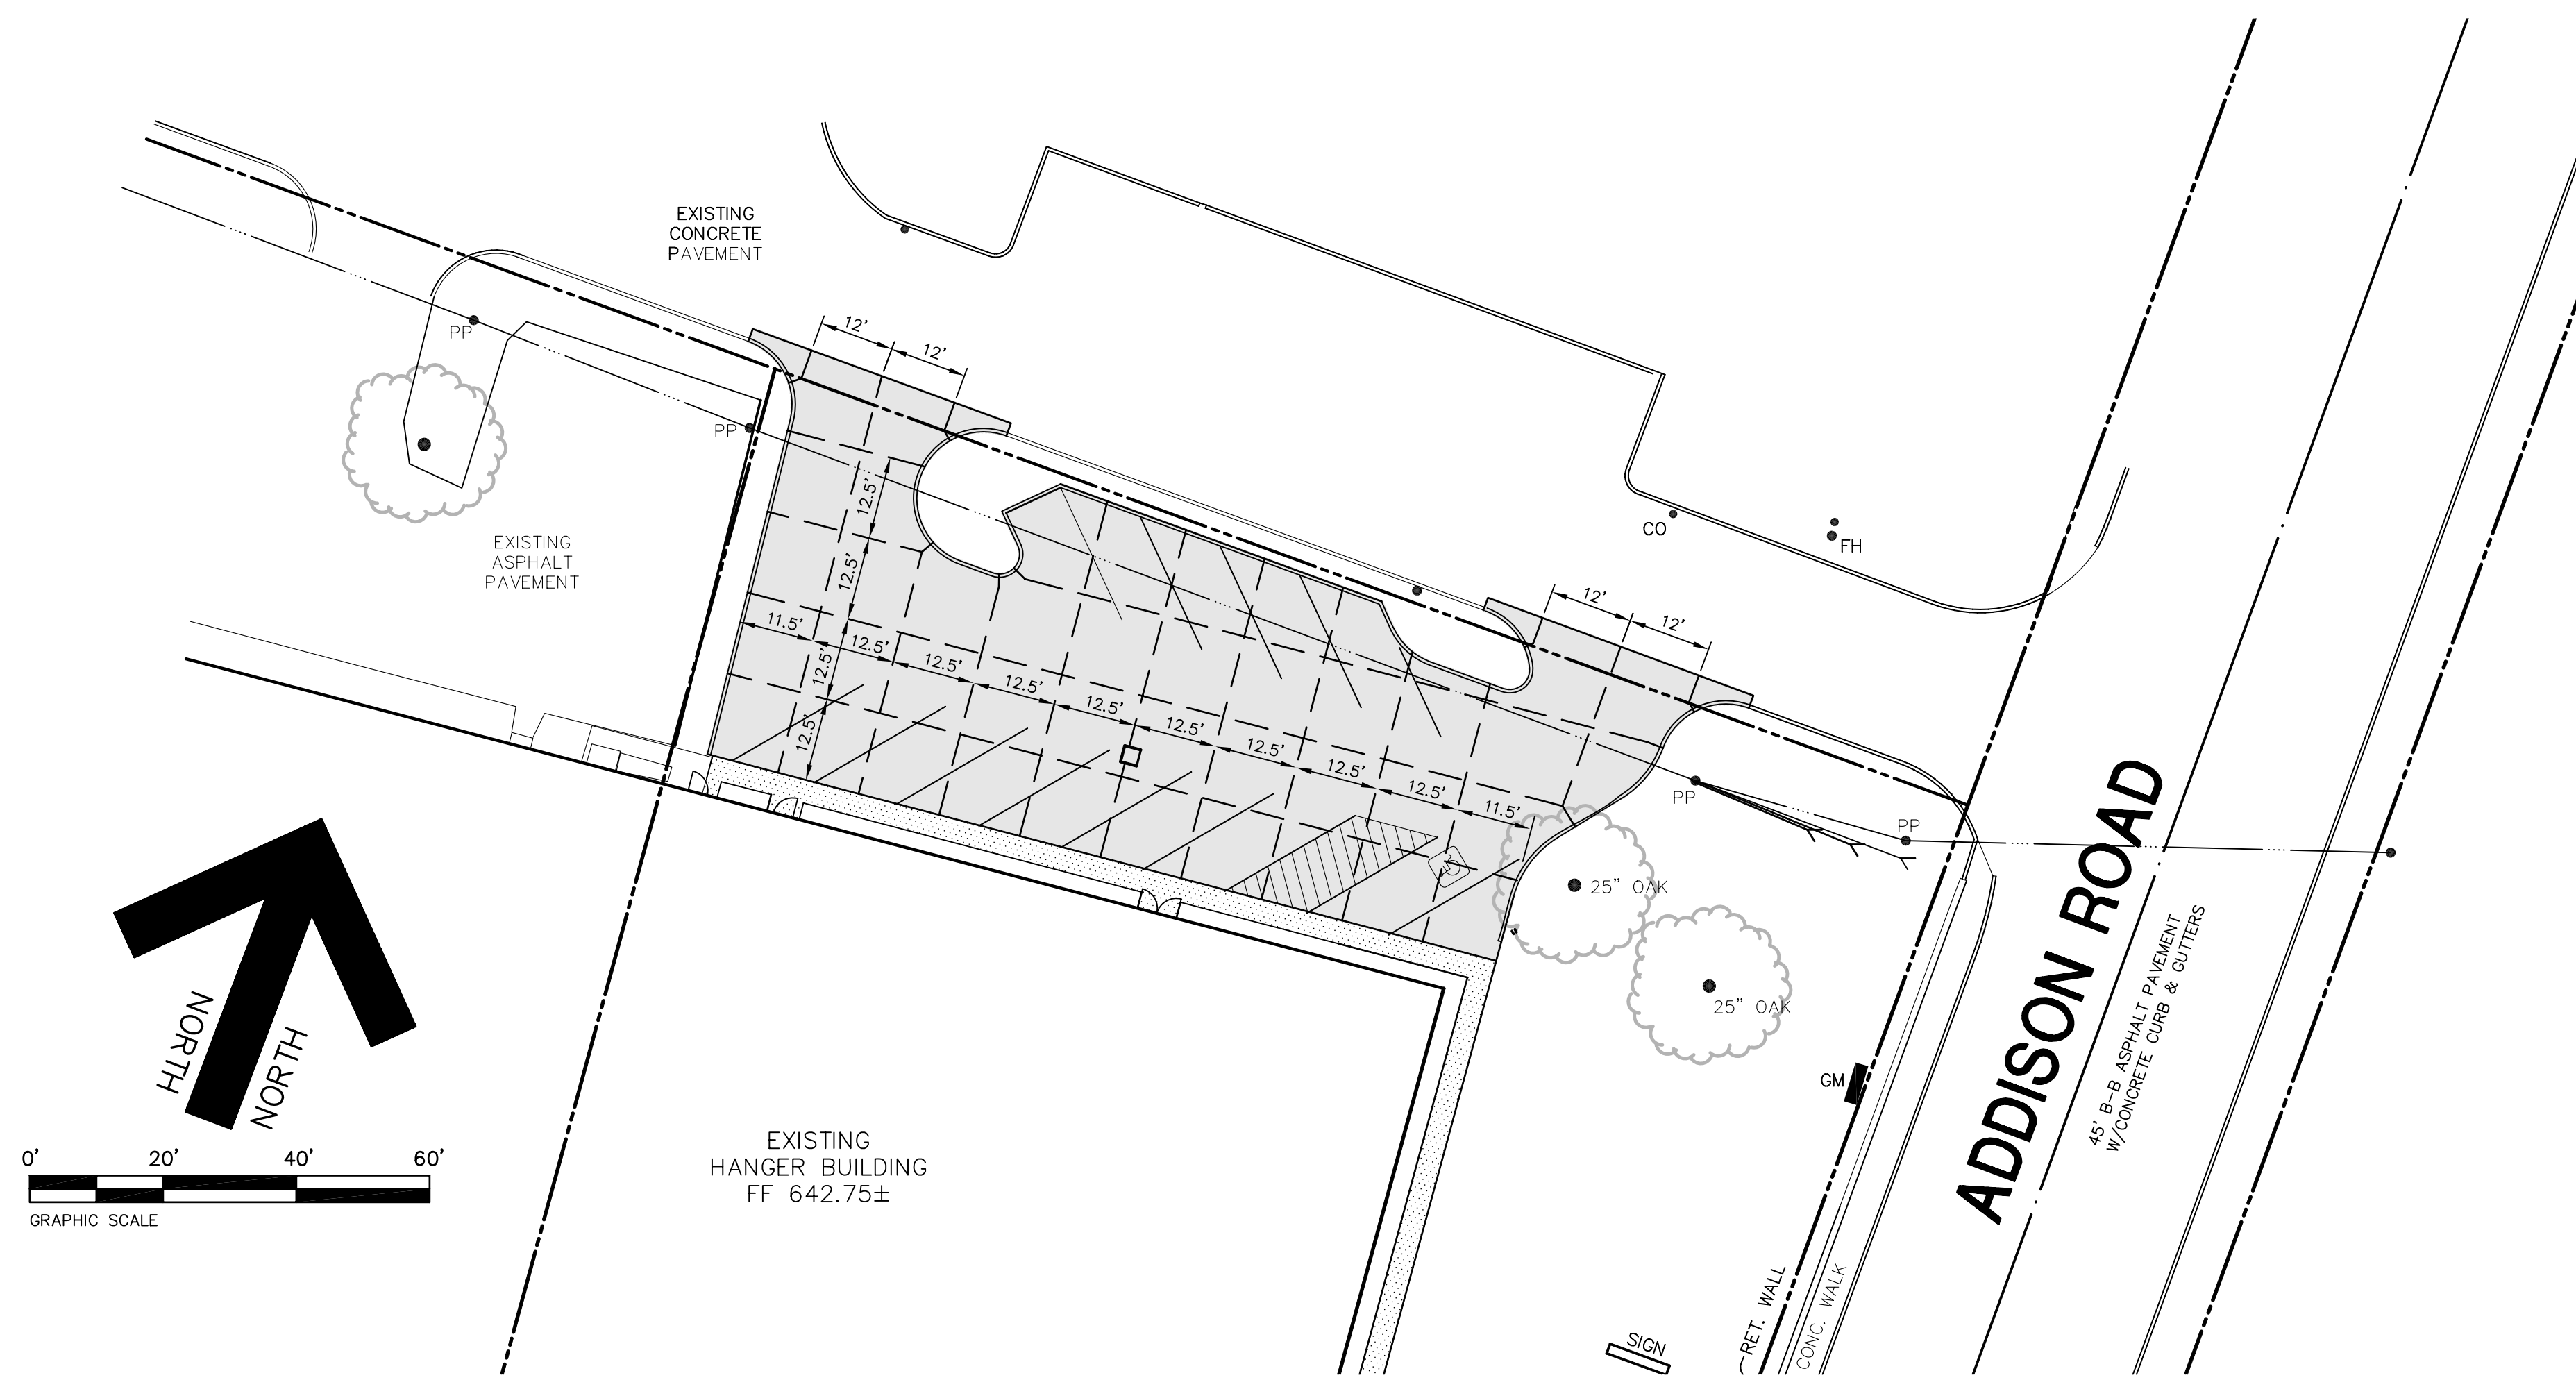 EXISTING
CONCRETE
PAVEMENT
12'
12'
PP
PP
12.5'
12.5'
12.5'
12.5'
EXISTING
ASPHALT
PAVEMENT
CO
FH
12'
12'
11.5'
12.5'
12.5'
12.5'
12.5'
12.5'
12.5'
12.5'
12.5'
11.5'
PP
PP
25" OAK
25" OAK
GM
ADDISON ROAD
45' B-B ASPHALT PAVEMENT
W/CONCRETE CURB & GUTTERS
NORTH
NORTH
0' 20' 40' 60'
GRAPHIC SCALE
EXISTING
HANGER BUILDING
FF 642.75±
RET. WALL
CONC. WALK
SIGN